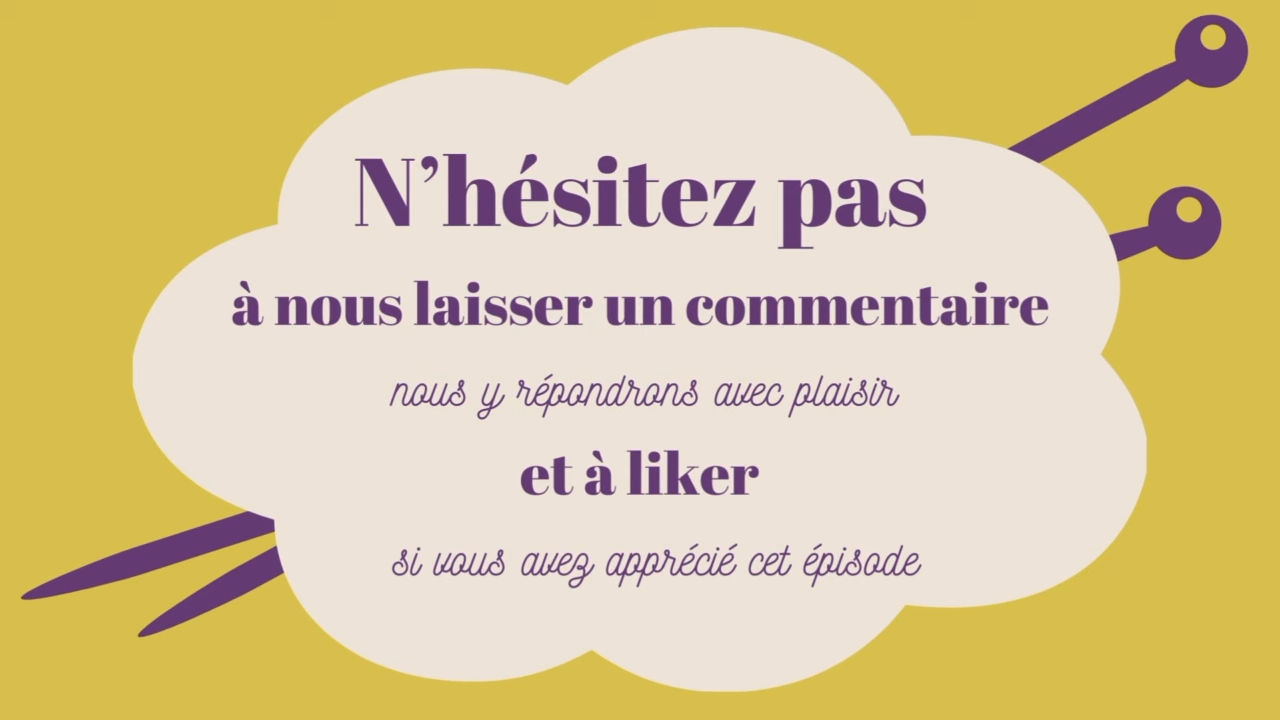 N’hésitez pas
à nous laisser un commentaire
nous y répondrons avec plaisir
et à liker
si vous avez apprécié cet épisode